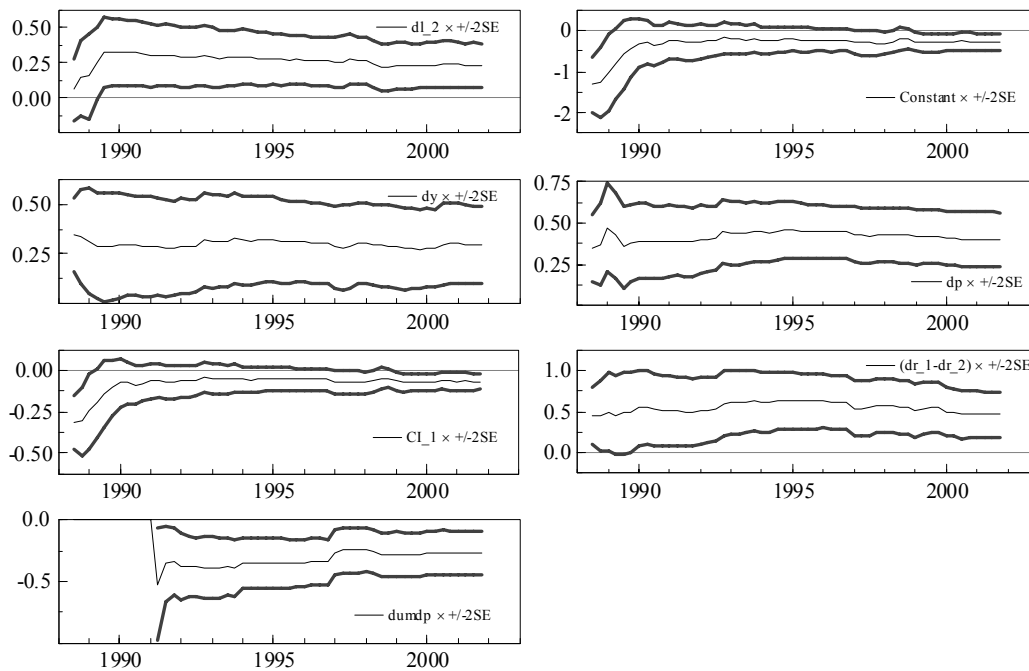 0.50
0.25
0.00
dl_2 × +/-2SE
1990 1995 2000
0
-1
-2
Constant × +/-2SE
1990 1995 2000
0.50
0.25
dy × +/-2SE
1990 1995 2000
0.75
0.50
0.25
dp × +/-2SE
1990 1995 2000
0.00
-0.25
-0.50
CI_1 × +/-2SE
1990 1995 2000
1.0
0.5
0.0
(dr_1-dr_2) × +/-2SE
1990 1995 2000
0.0
-0.5
dumdp × +/-2SE
1990 1995 2000